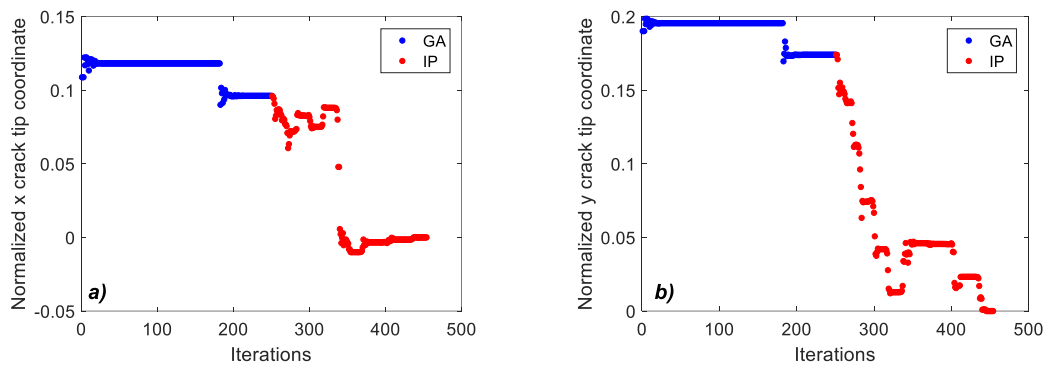 0.15
0.1
0.05
0
-0.05
Normalized x crack tip coordinate
GA
IP
a)
0 100 200 300 400 500
Iterations
0.2
0.15
0.1
0.05
0
Normalized y crack tip coordinate
GA
IP
b)
0 100 200 300 400 500
Iterations